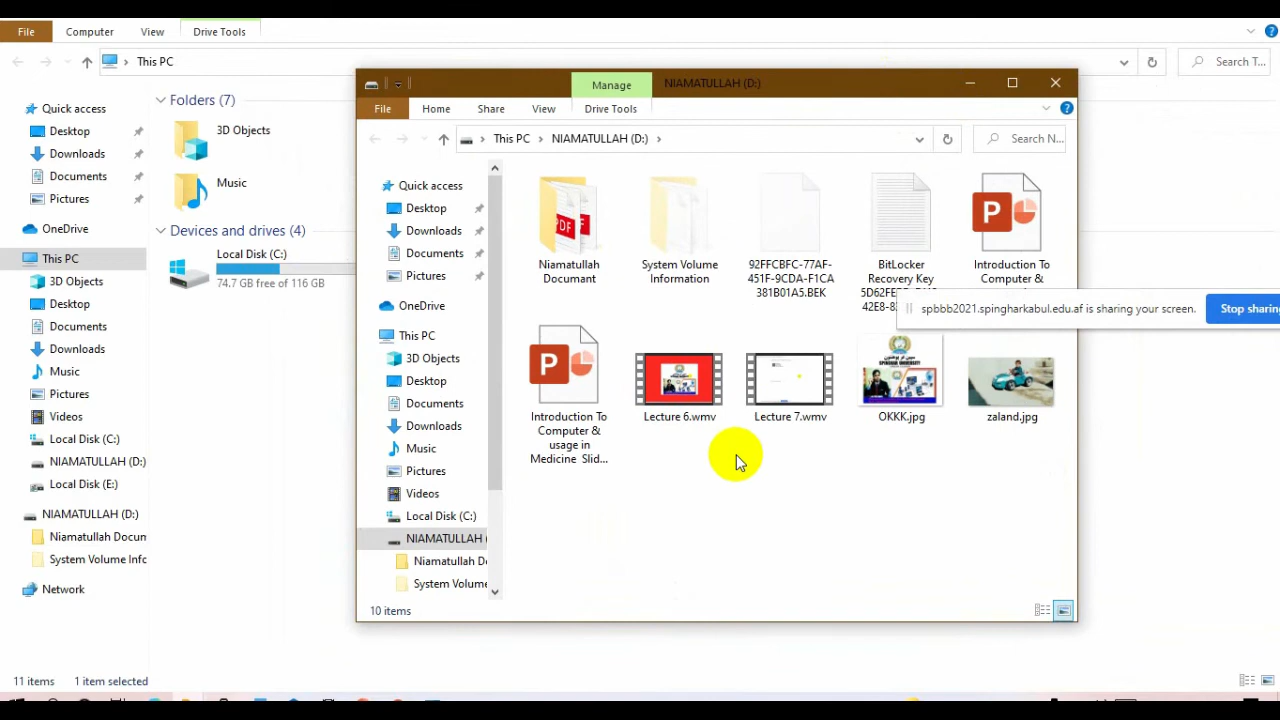 File Computer View Drive Tools
This PC Search T...
Quick access
Desktop
Downloads
Documents
Pictures
OneDrive
This PC
3D Objects
Desktop
Documents
Downloads
Music
Pictures
Videos
Local Disk (C:)
NIAMATULLAH (D:)
Local Disk (E:)
NIAMATULLAH (D:)
Niamatullah Docum
System Volume Info
Network
Folders (7)
3D Objects
Music
Devices and drives (4)
Local Disk (C:)
74.7 GB free of 116 GB
11 items 1 item selected
Manage NIAMATULLAH (D:)
File Home Share View Drive Tools
This PC NIAMATULLAH (D:) Search N...
Quick access
Desktop
Downloads
Documents
Pictures
OneDrive
This PC
3D Objects
Desktop
Documents
Downloads
Music
Pictures
Videos
Local Disk (C:)
NIAMATULLAH (
Niamatullah Do
System Volume
Niamatullah
Documant
System Volume
Information
92FFCBFC-77AF-
451F-9CDA-F1CA
381B01A5.BEK
BitLocker
Recovery Key
Introduction To
Computer &
spbbb2021.spingharkabul.edu.af is sharing your screen. Stop sharing
Introduction To
Computer &
usage in
Medicine Slid...
Lecture 6.wmv
Lecture 7.wmv
OKKK.jpg
zaland.jpg
10 items